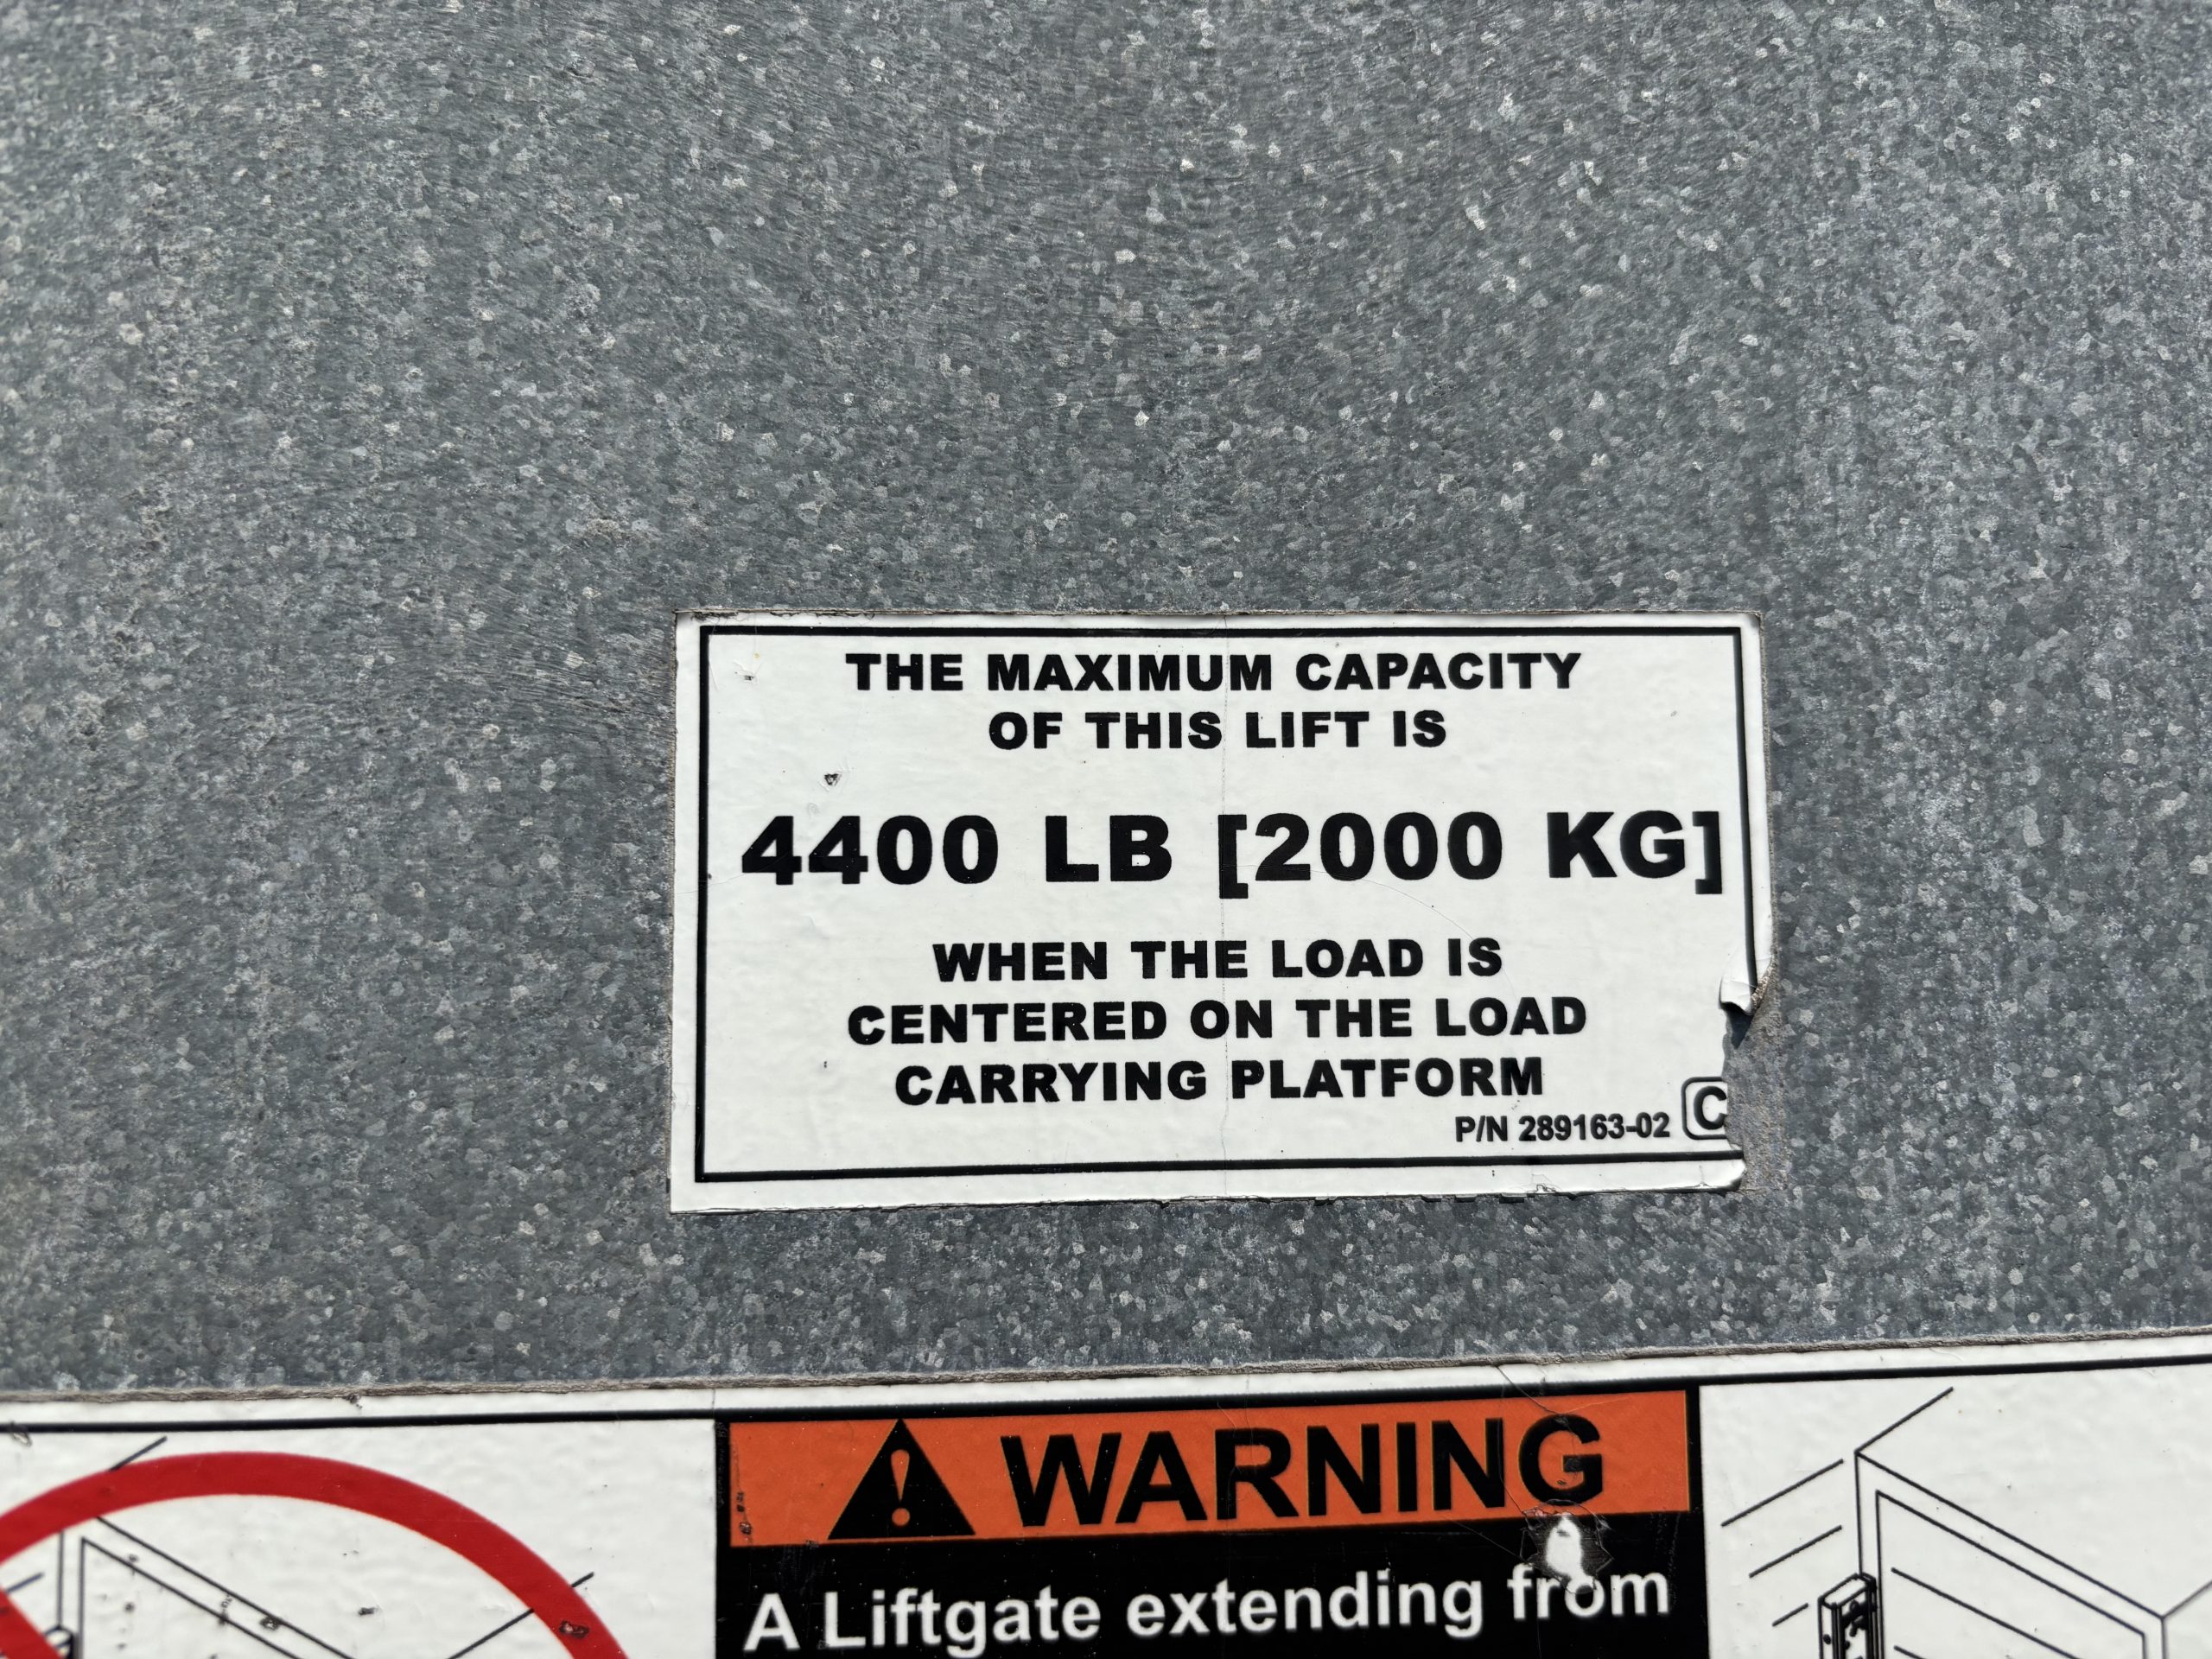 THE MAXIMUM CAPACITY
OF THIS LIFT IS
4400 LB [2000 KG]
WHEN THE LOAD IS
CENTERED ON THE LOAD
CARRYING PLATFORM
P/N 289163-02 C
WARNING
A Liftgate extending from